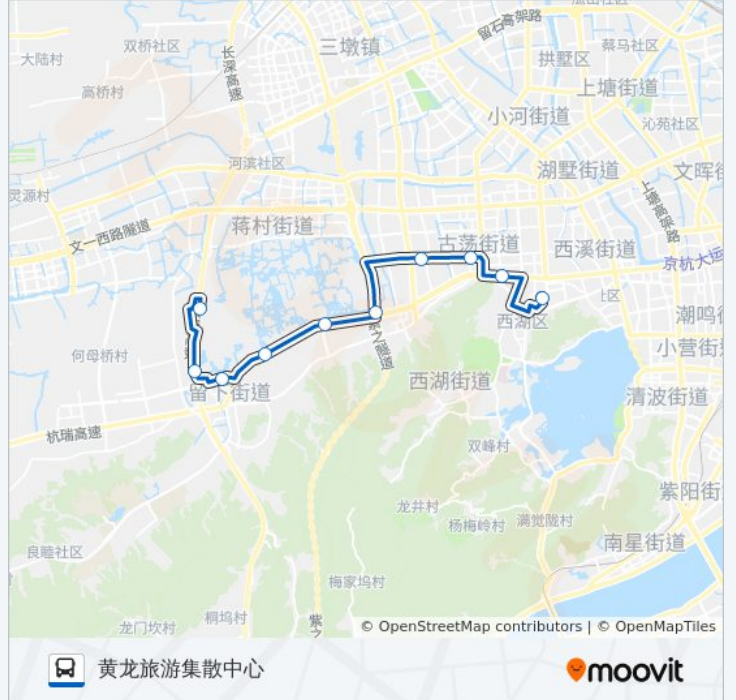 留石高架路
大陆村
双桥社区
三墩镇
蔡马社区
长深高速
拱墅区
高桥村
上塘街道
小河街道
沁苑社区
河滨社区
湖墅街道
文晖街
灵源村
上塘高架路
文一西路隧道
蒋村街道
古荡街道
西溪街道
京杭大运
潮鸣街
西湖区
紫之隧道
何母桥村
小营街
西湖街道
留下街道
清波街道
杭瑞高速
双峰村
紫阳街
龙井村
杨梅岭村
满觉陇村
南星街道
良睦社区
梅家坞村
桐坞村
龙门坎村
紫之
© OpenStreetMap contributors | © OpenMapTiles
黄龙旅游集散中心
moovit